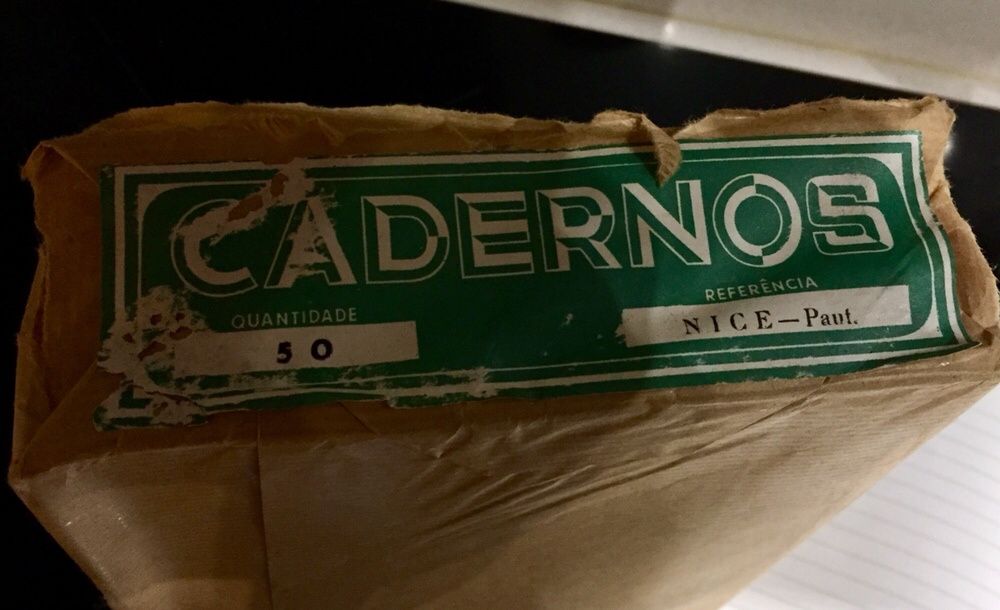 CADERNOS
QUANTIDADE
50
REFERÊNCIA
NICE—Paut.